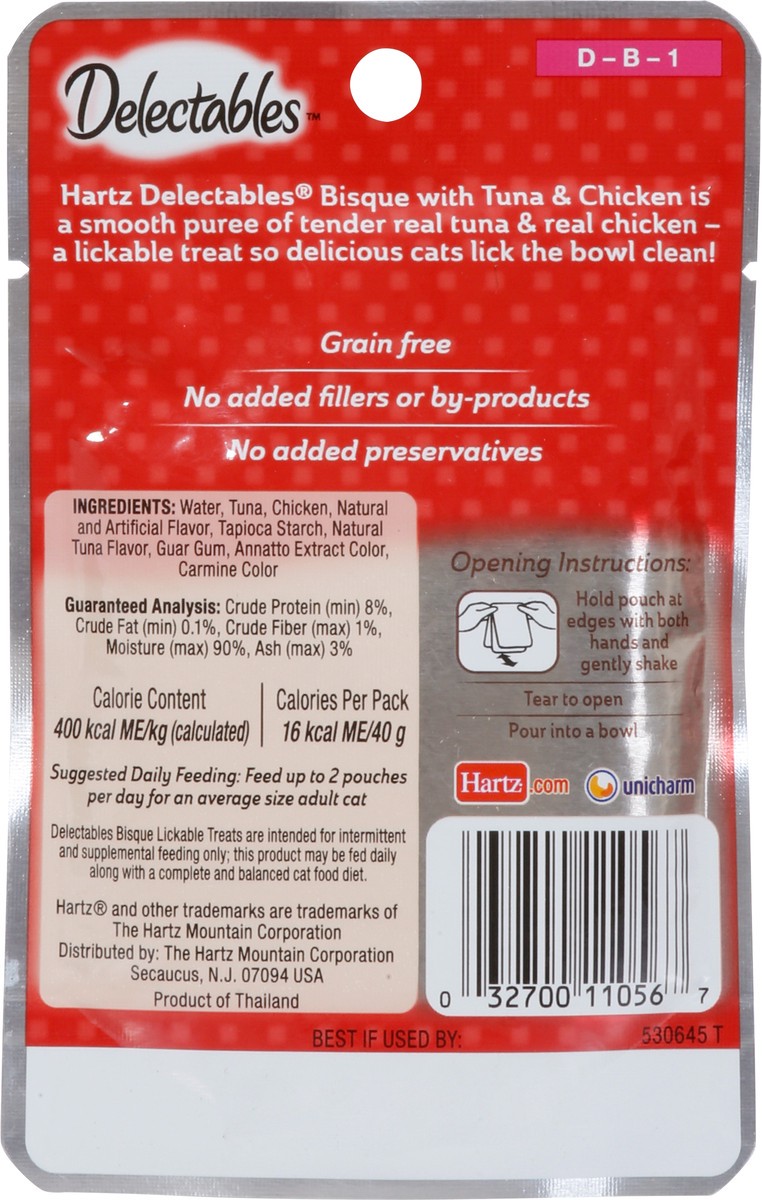 D – B – 1
Delectables™
Hartz Delectables® Bisque with Tuna & Chicken is
a smooth puree of tender real tuna & real chicken –
a lickable treat so delicious cats lick the bowl clean!
Grain free
No added fillers or by-products
No added preservatives
INGREDIENTS: Water, Tuna, Chicken, Natural
and Artificial Flavor, Tapioca Starch, Natural
Tuna Flavor, Guar Gum, Annatto Extract Color,
Carmine Color
Guaranteed Analysis: Crude Protein (min) 8%,
Crude Fat (min) 0.1%, Crude Fiber (max) 1%,
Moisture (max) 90%, Ash (max) 3%
Calorie Content
400 kcal ME/kg (calculated)
Calories Per Pack
16 kcal ME/40 g
Suggested Daily Feeding: Feed up to 2 pouches
per day for an average size adult cat
Delectables Bisque Lickable Treats are intended for intermittent
and supplemental feeding only; this product may be fed daily
along with a complete and balanced cat food diet.
Hartz® and other trademarks are trademarks of
The Hartz Mountain Corporation
Distributed by: The Hartz Mountain Corporation
Secaucus, N.J. 07094 USA
Product of Thailand
Opening Instructions:
Hold pouch at
edges with both
hands and
gently shake
Tear to open
Pour into a bowl
Hartz.com
unicharm
0 32700 11056 7
BEST IF USED BY:
530645 T